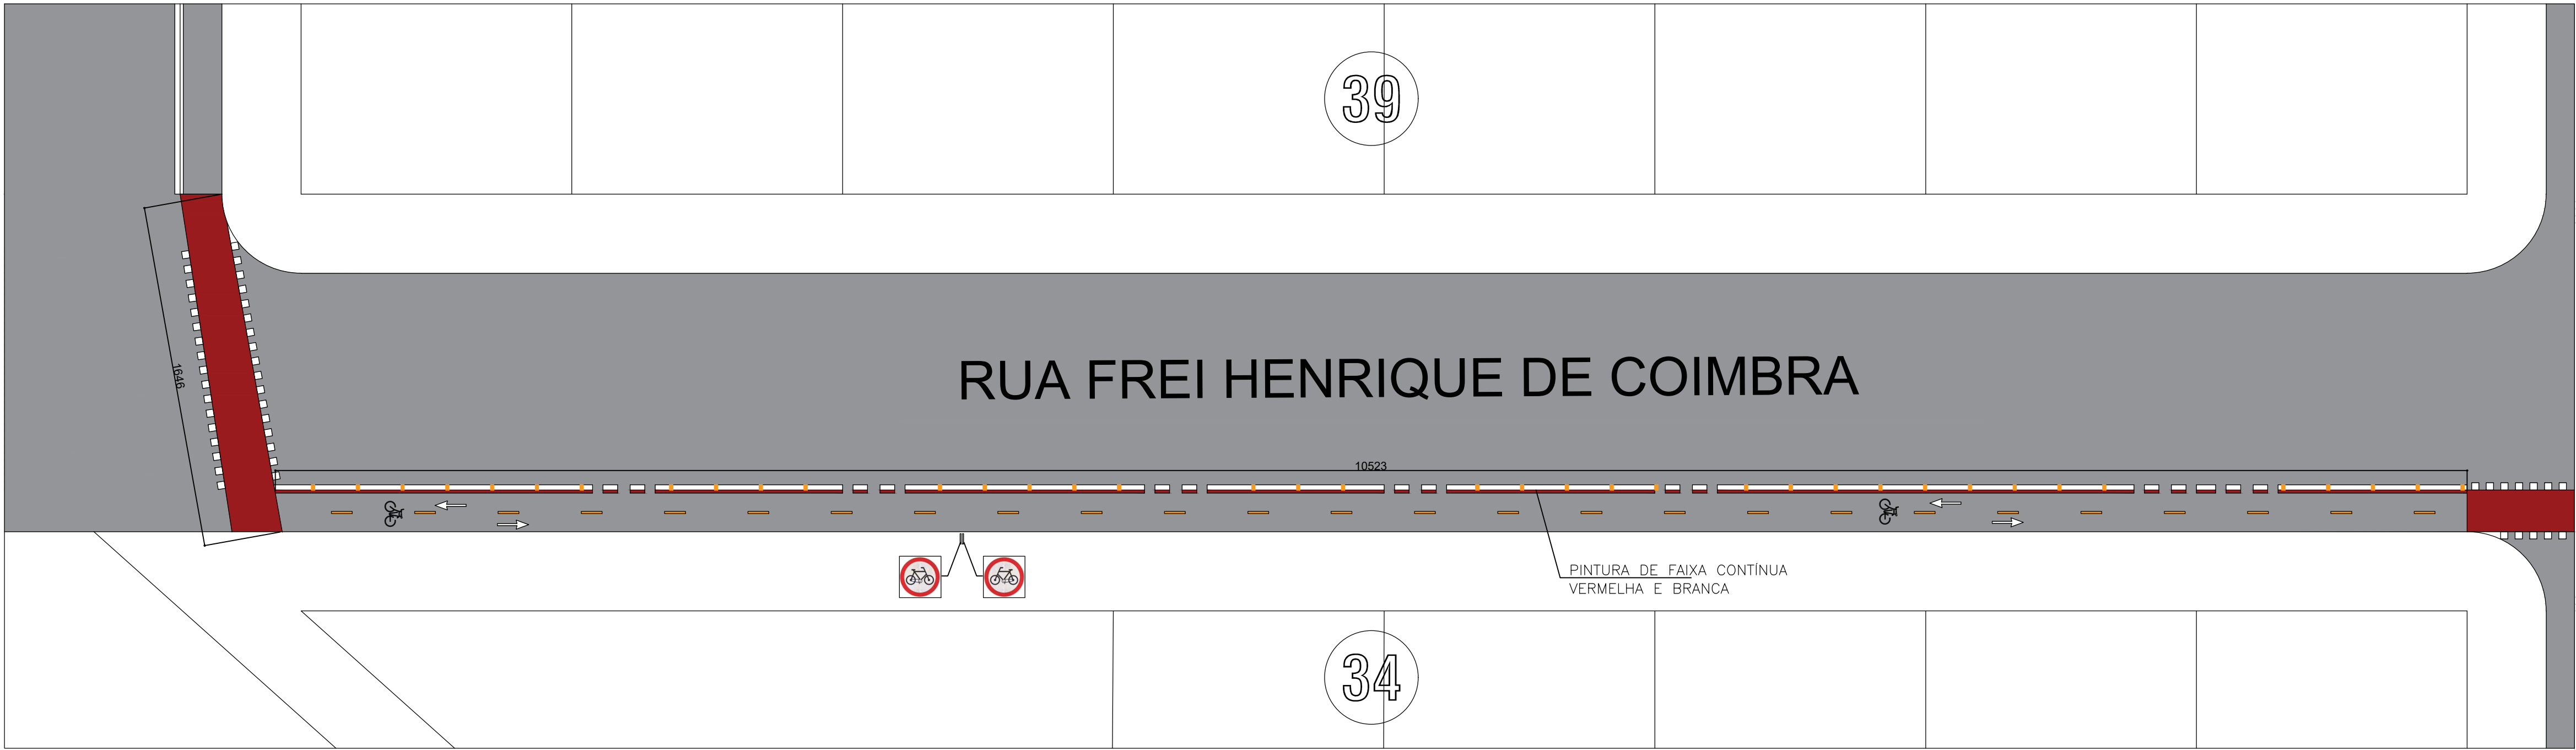 39
1646
RUA FREI HENRIQUE DE COIMBRA
10523
PINTURA DE FAIXA CONTÍNUA
VERMELHA E BRANCA
34